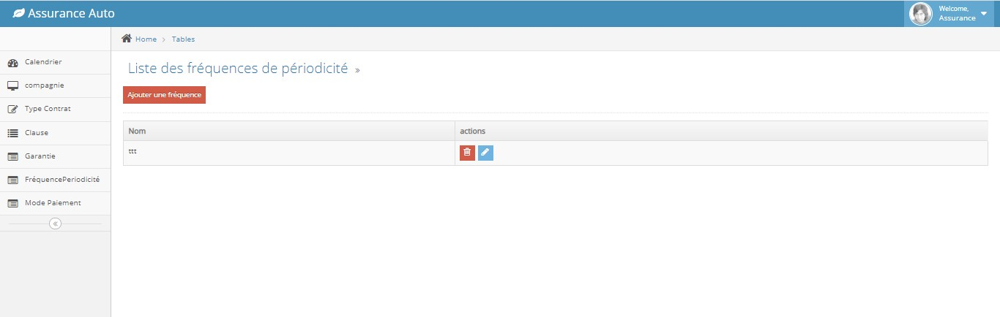 Assurance Auto
Welcome,
Assurance
Home > Tables
Calendrier
compagnie
Type Contrat
Clause
Garantie
FréquencePeriodicité
Mode Paiement
«
Liste des fréquences de périodicité »
Ajouter une fréquence
Nom actions
ttt